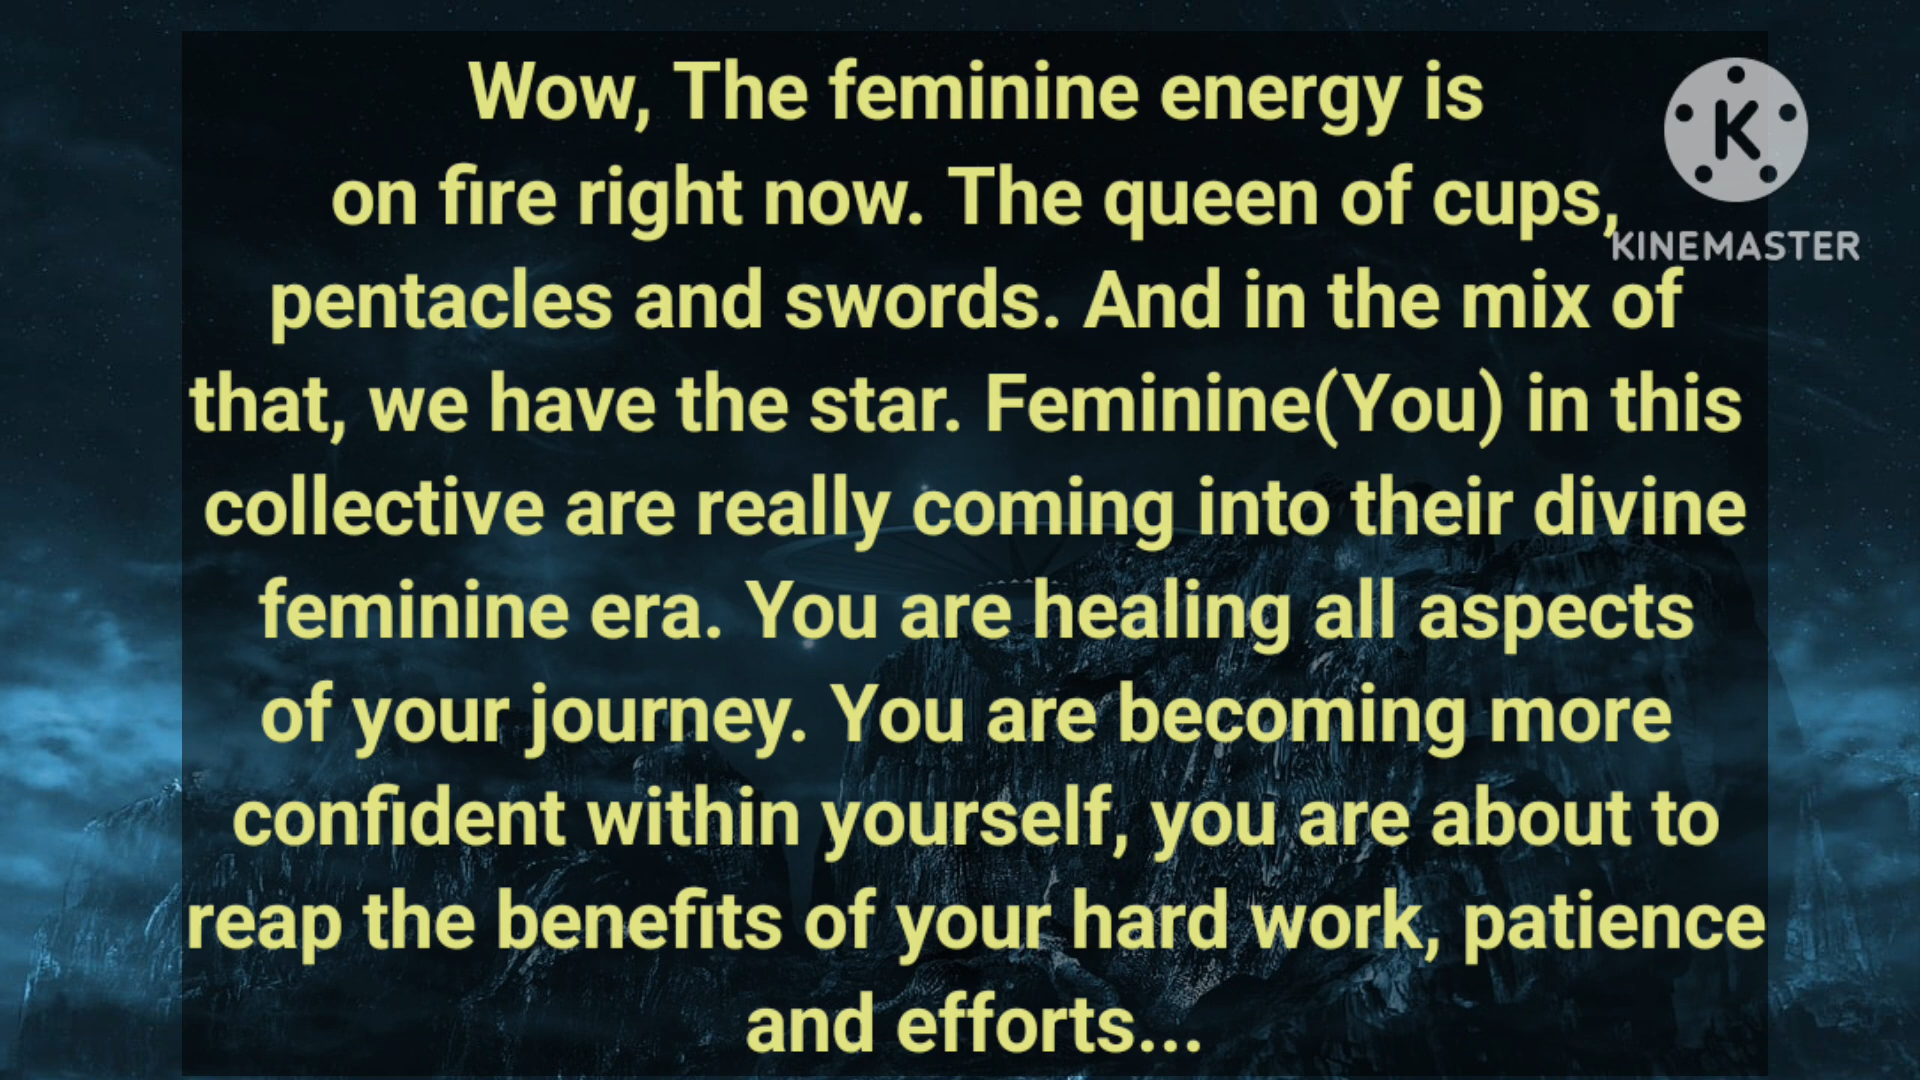 Wow, The feminine energy is
on fire right now. The queen of cups,
pentacles and swords. And in the mix of
that, we have the star. Feminine(You) in this
collective are really coming into their divine
feminine era. You are healing all aspects
of your journey. You are becoming more
confident within yourself, you are about to
reap the benefits of your hard work, patience
and efforts...
K
KINEMASTER